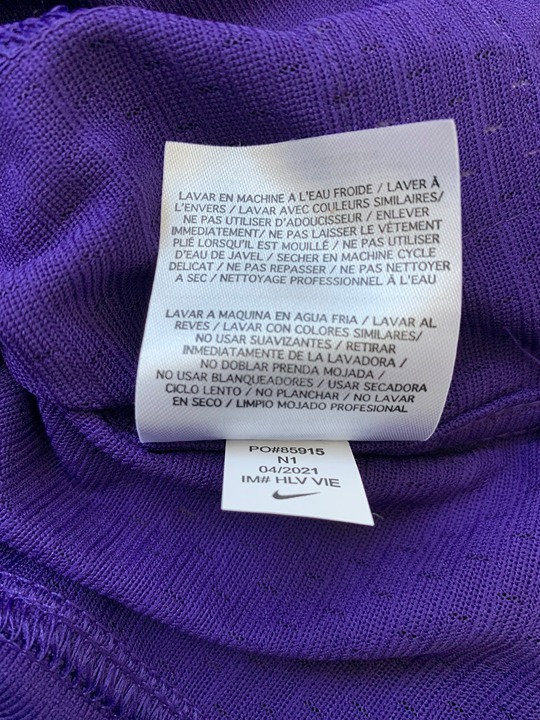 LAVAR EN MACHINE A L'EAU FROIDE / LAVER À
L'ENVERS / LAVAR AVEC COULEURS SIMILAIRES/
NE PAS UTILISER D'ADOUCISSEUR / ENLEVER
IMMEDIATEMENT/ NE PAS LAISSER LE VÊTEMENT
PLIÉ LORSQU'IL EST MOUILLÉ / NE PAS UTILISER
D'EAU DE JAVEL / SECHER EN MACHINE CYCLE
DELICAT / NE PAS REPASSER / NE PAS NETTOYER
A SEC / NETTOYAGE PROFESSIONNEL À L'EAU
LAVAR A MAQUINA EN AGUA FRIA / LAVAR AL
REVES / LAVAR CON COLORES SIMILARES/
NO USAR SUAVIZANTES / RETIRAR
INMEDIATAMENTE DE LA LAVADORA /
NO DOBLAR PRENDA MOJADA /
NO USAR BLANQUEADORES / USAR SECADORA
CICLO LENTO / NO PLANCHAR / NO LAVAR
EN SECO / LIMPIO MOJADO PROFESIONAL
PO#85915
N1
04/2021
IM# HLV VIE